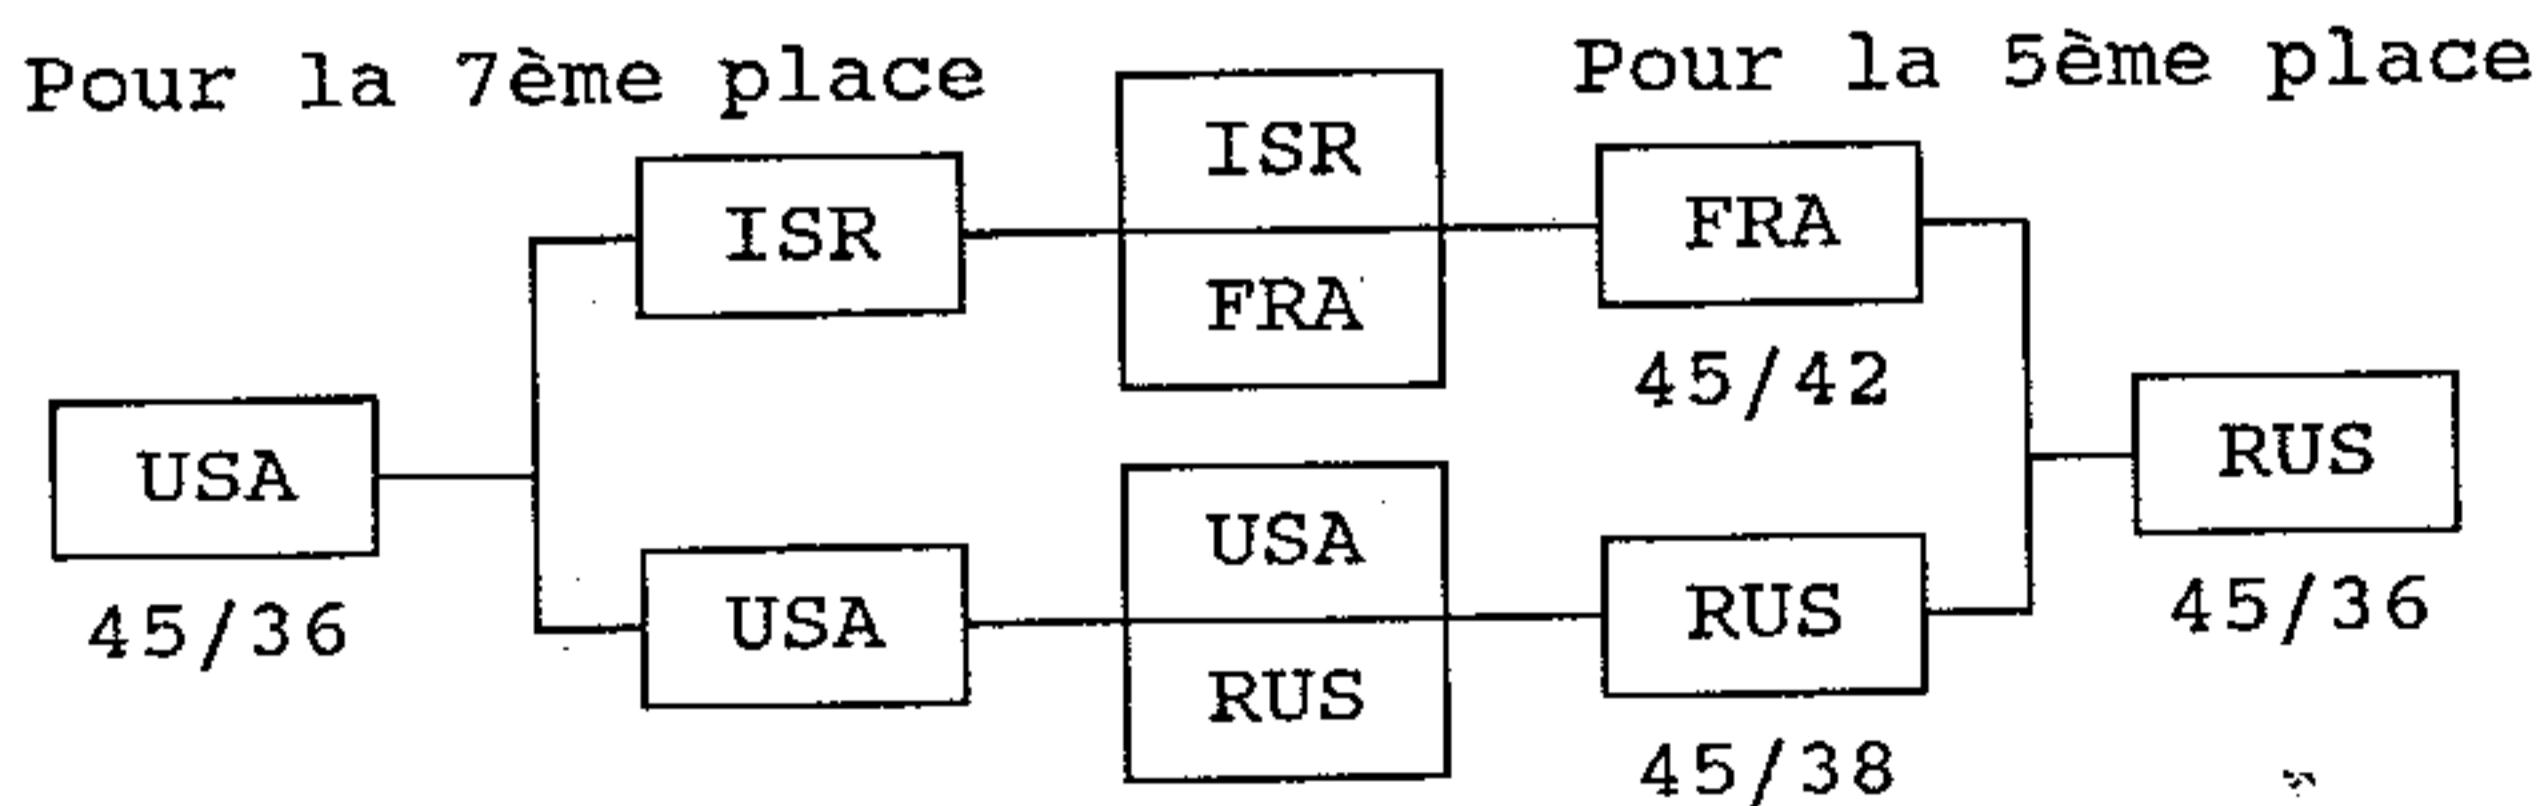 Pour la 7ème place
Pour la 5ème place
ISR
FRA
ISR
FRA
45/42
USA
45/36
RUS
45/36
USA
USA
RUS
RUS
45/38